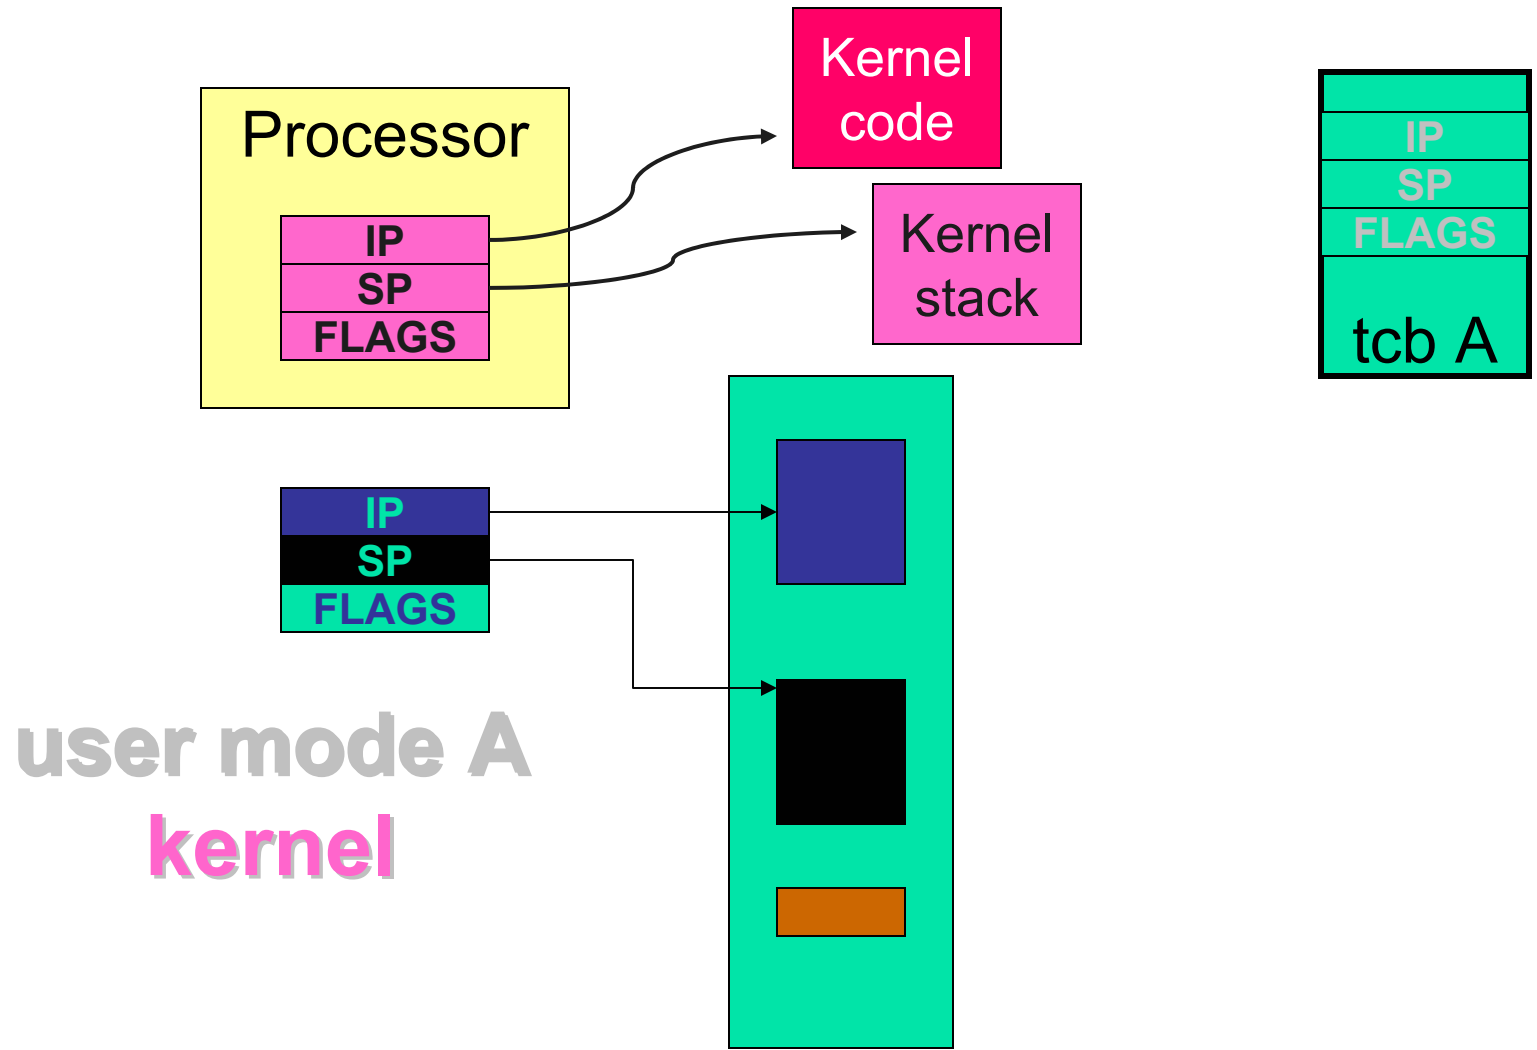 Processor
IP
SP
FLAGS
Kernel
code
Kernel
stack
IP
SP
FLAGS
tcb A
IP
SP
FLAGS
user mode A
kernel